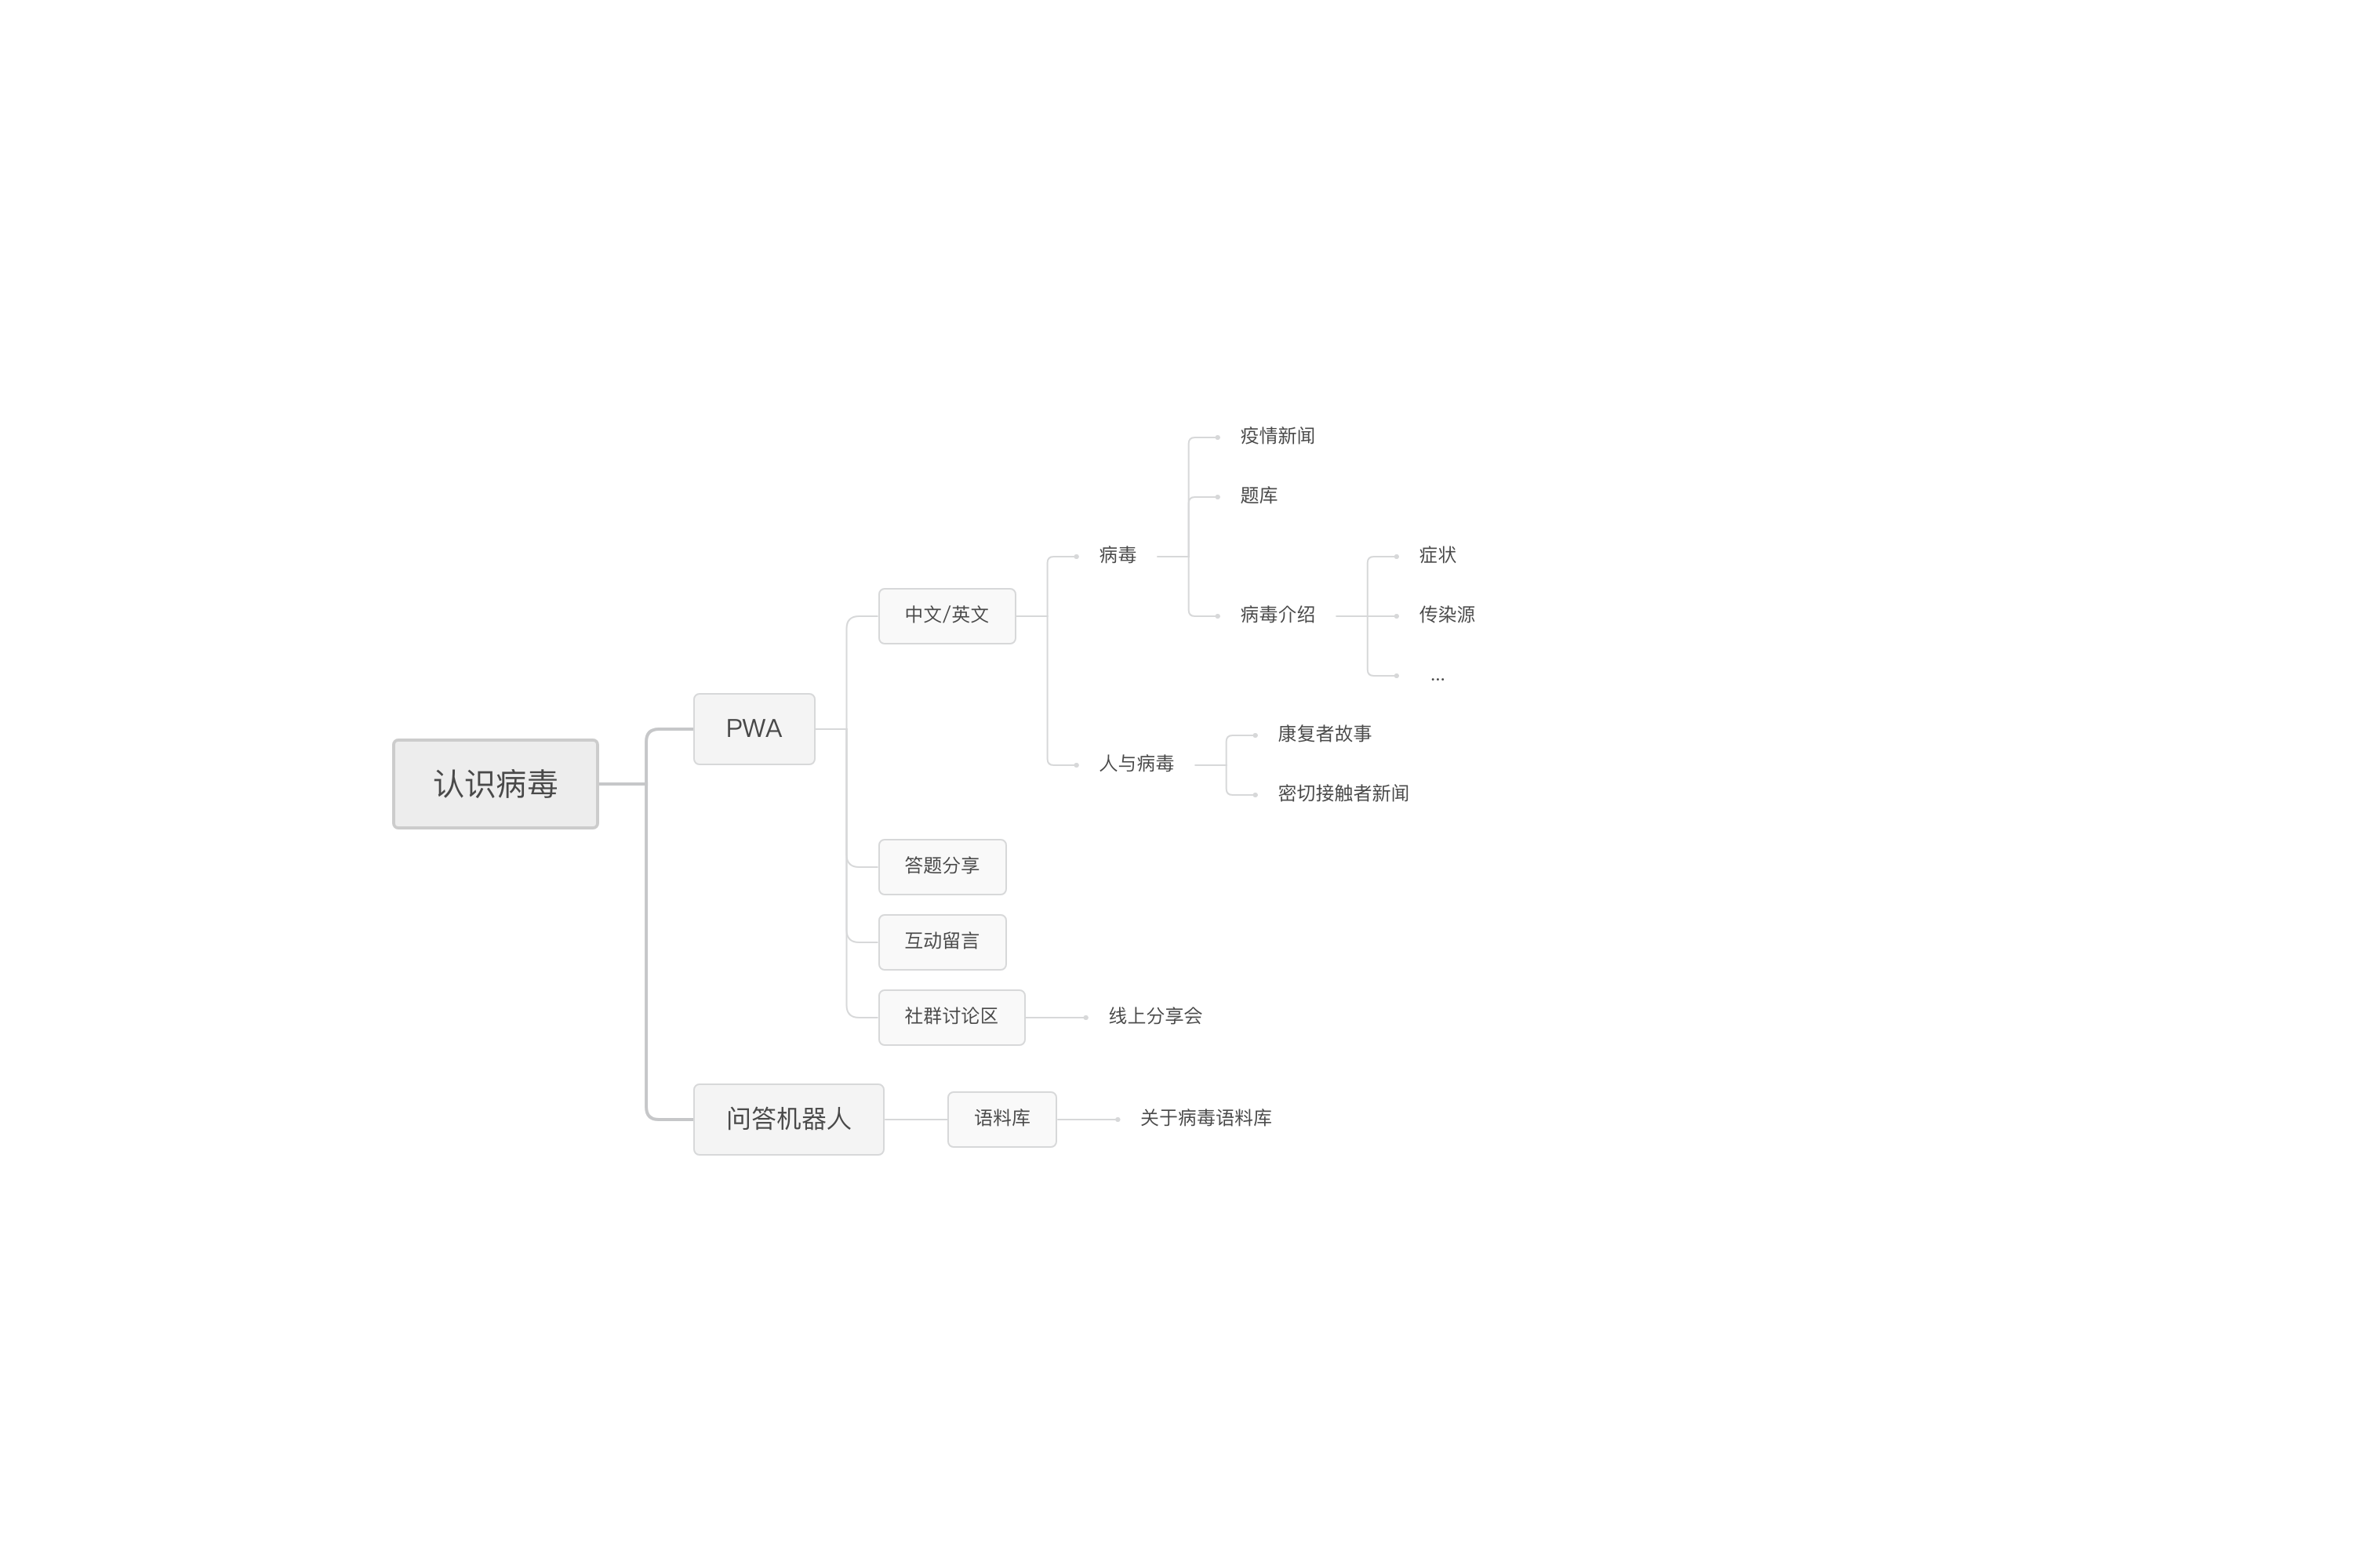 认识病毒
PWA
中文/英文
病毒
疫情新闻
题库
病毒介绍
症状
传染源
...
人与病毒
康复者故事
密切接触者新闻
答题分享
互动留言
社群讨论区
线上分享会
问答机器人
语料库
关于病毒语料库